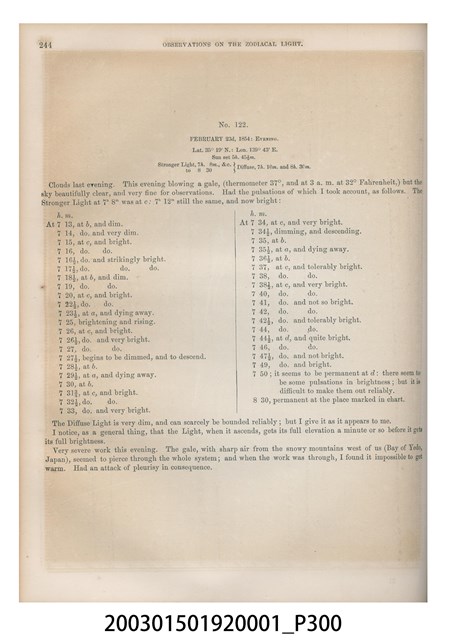 244
OBSERVATIONS ON THE ZODIACAL LIGHT.
No. 122.
FEBRUARY 23d, 1854: EVENING.
Lat. 35° 19' N.: Lon.
Sun set 5h.
Stronger Light, 7h. 8m., &c. } Diffuse, 7h. 30m. and 8h. 30m.
to 8 30
Clouds last evening. This evening blowing a gale, (thermometer 37°, and at 3 a. m. at 32° Fahrenheit,) but the
sky beautifully clear, and very fine for observations. Had the pulsations of which I took account, as follows. The
Stronger Light at 7h 8m was at c: 7h 12m still the same, and now bright:
h. m.
At 7 13, at b, and dim.
7 14, do. and very dim.
7 15, at c, and bright.
7 16, do. do.
7 16½, do. and strikingly bright.
7 17½, do. do. do.
7 18½, at b, and dim.
7 19, do. do.
7 20, at c, and bright.
7 22½, do. do.
7 23½, at a, and dying away.
7 25, brightening and rising.
7 26, at c, and bright.
7 26½, do. and very bright.
7 27, do. do.
7 27½, begins to be dimmed, and to descend.
7 28½, at b.
7 29½, at a, and dying away.
7 30, at b.
7 at c, and bright.
7 32½, do. do.
7 33, do. and very bright.
h. m.
At 7 34, at c, and very bright.
7 34½, dimming, and descending.
7 35, at b.
7 35½, at a, and dying away.
7 36½, at b.
7 37, at c, and tolerably bright.
7 38, do. do.
7 38½, at c, and very bright.
7 40, do. do.
7 41, do. and not so bright.
7 42, do. do.
7 42½, do. and tolerably bright.
7 44, do. do.
7 44½, at d, and quite bright.
7 46, do. do.
7 47½, do. and not bright.
7 49, do. and bright.
7 50; it seems to be permanent at d: there seem to
be some pulsations in brightness; but it is
difficult to make them out reliably.
8 30, permanent at the place marked in chart.
The Diffuse Light is very dim, and can scarcely be bounded reliably; but I give it as it appears to me.
I notice, as a general thing, that the Light, when it ascends, gets its full elevation a minute or so before it gets
its full brightness.
Very severe work this evening. The gale, with sharp air from the snowy mountains west of us (Bay of Yedo,
Japan), seemed to pierce through the whole system; and when the work was through, I found it impossible to get
warm. Had an attack of pleurisy in consequence.
200301501920001_P300